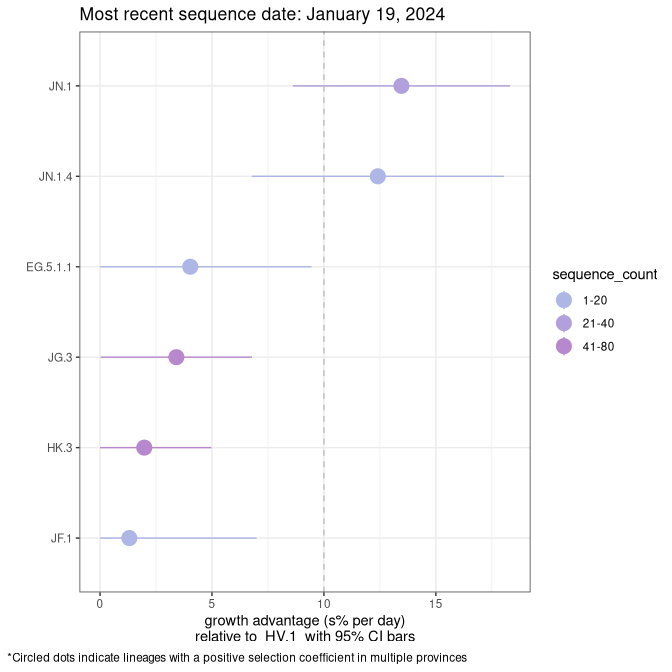 Most recent sequence date: January 19, 2024
JN.1
JN.1.4
EG.5.1.1
JG.3
HK.3
JF.1
sequence_count
1-20
21-40
41-80
0 5 10 15
growth advantage (s% per day)
relative to HV.1 with 95% CI bars
*Circled dots indicate lineages with a positive selection coefficient in multiple provinces